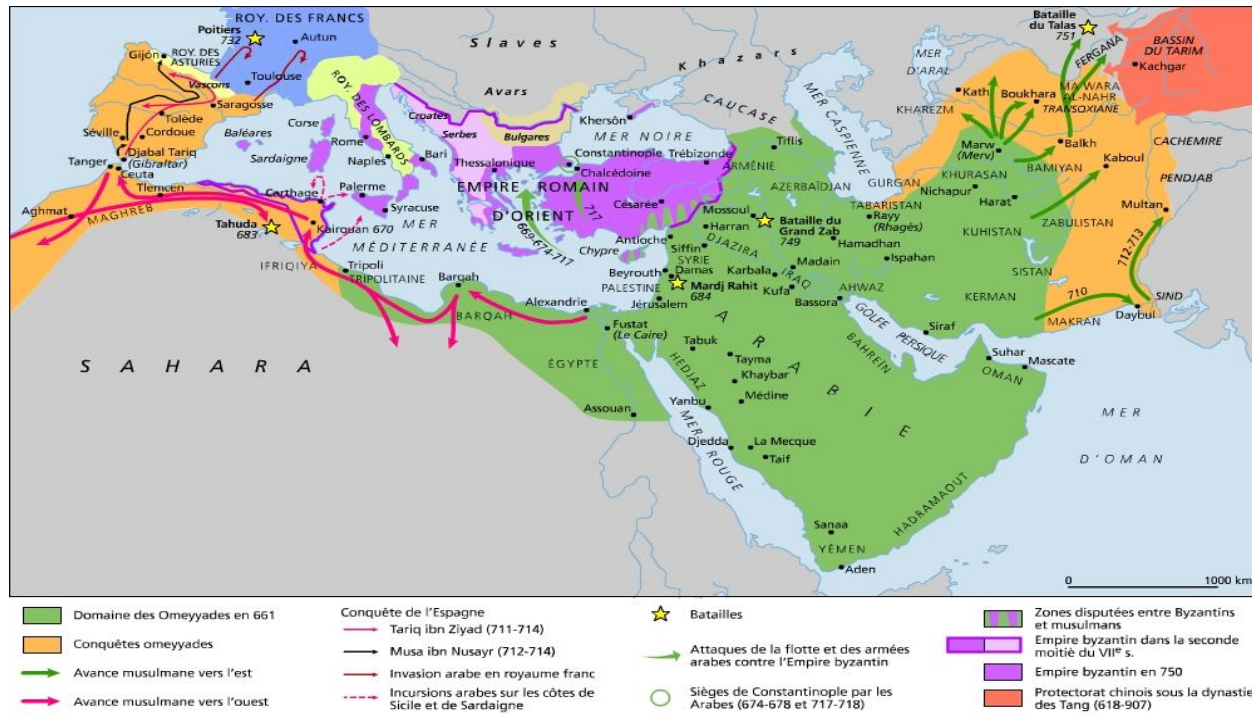 ROY. DES FRANCS
Poitiers
732
Autun
Gijón
ROY. DES
ASTURIES
Vascons
Toulouse
Saragosse
Tolède
Séville
Cordoue
Djabal Tariq
(Gibraltar)
Tanger
Ceuta
Tlemcen
Aghmat
MAGHREB
Baléares
Corse
Sardaigne
ROY. DES LOMBARDS
Rome
Naples
Bari
Palerme
Syracuse
Carthage
Kairouan 670
Tahuda
683
IFRIQIYA
MER
MÉDITERRANÉE
Tripoli
TRIPOLITAINE
Barqah
BARQAH
Alexandrie
SAHARA
Slaves
Avars
Croates
Serbes
Bulgares
Khazars
Khersôn
MER NOIRE
CAUCASE
Constantinople
Chalcédoine
Thessalonique
Trébizonde
EMPIRE ROMAIN
D'ORIENT
717
669-674-717
Césarée
Chypre
Antioche
Tiflis
ARMÉNIE
AZERBAÏDJAN
MER CASPIENNE
MER
D'ARAL
Mossoul
Harran
Bataille du
Grand Zab
749
Siffin
SYRIE
DJAZIRA
Beyrouth
Damas
Mardj Rahit
684
PALESTINE
Jérusalem
Karbala
Kufa
IRAQ
Madain
Bassora
AHWAZ
Hamadhan
Ispahan
Rayy
(Rhagès)
TABARISTAN
GURGAN
Nichapur
KHURASAN
Marw
(Merv)
Harat
KUHISTAN
SISTAN
KERMAN
MAKRAN
ZABULISTAN
BAMIYAN
Balkh
Kaboul
KHAREZM
Kath
Boukhara
MA WARA
AL-NAHR
TRANSOXIANE
FERGANA
Bataille
du Talas
751
BASSIN
DU TARIM
Kachgar
CACHEMIRE
PENDJAB
Multan
712-713
SIND
Daybul
710
Siraf
GOLFE PERSIQUE
BAHREÏN
Suhar
Mascate
OMAN
MER
D'OMAN
Fustat
(Le Caire)
ÉGYPTE
Assouan
ARABIE
Tabuk
Tayma
Khaybar
Médine
HEDJAZ
Yanbu
MER ROUGE
Djedda
La Mecque
Taif
Sanaa
YÉMEN
Aden
HADRAMAOUT
0 1000 km
Domaine des Omeyyades en 661
Conquêtes omeyyades
Avance musulmane vers l'est
Avance musulmane vers l'ouest
Conquête de l'Espagne
Tariq ibn Ziyad (711-714)
Musa ibn Nusayr (712-714)
Invasion arabe en royaume franc
Incursions arabes sur les côtes de
Sicile et de Sardaigne
Batailles
Attaques de la flotte et des armées
arabes contre l'Empire byzantin
Sièges de Constantinople par les
Arabes (674-678 et 717-718)
Zones disputées entre Byzantins
et musulmans
Empire byzantin dans la seconde
moitié du VIIe s.
Empire byzantin en 750
Protectorat chinois sous la dynastie
des Tang (618-907)